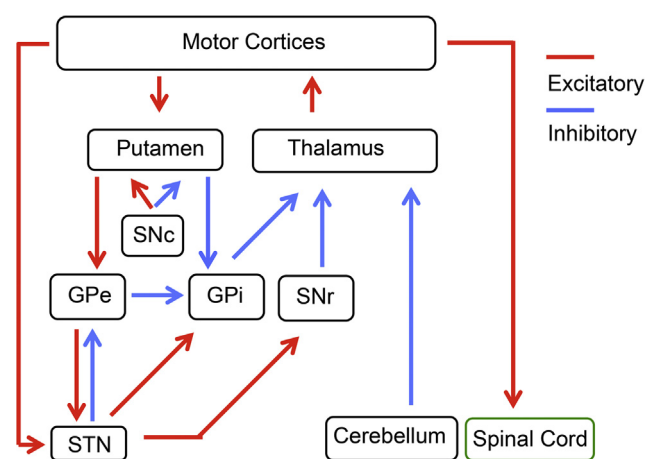 Motor Cortices
Excitatory
Inhibitory
Putamen
Thalamus
SNc
GPe
GPi
SNr
STN
Cerebellum
Spinal Cord